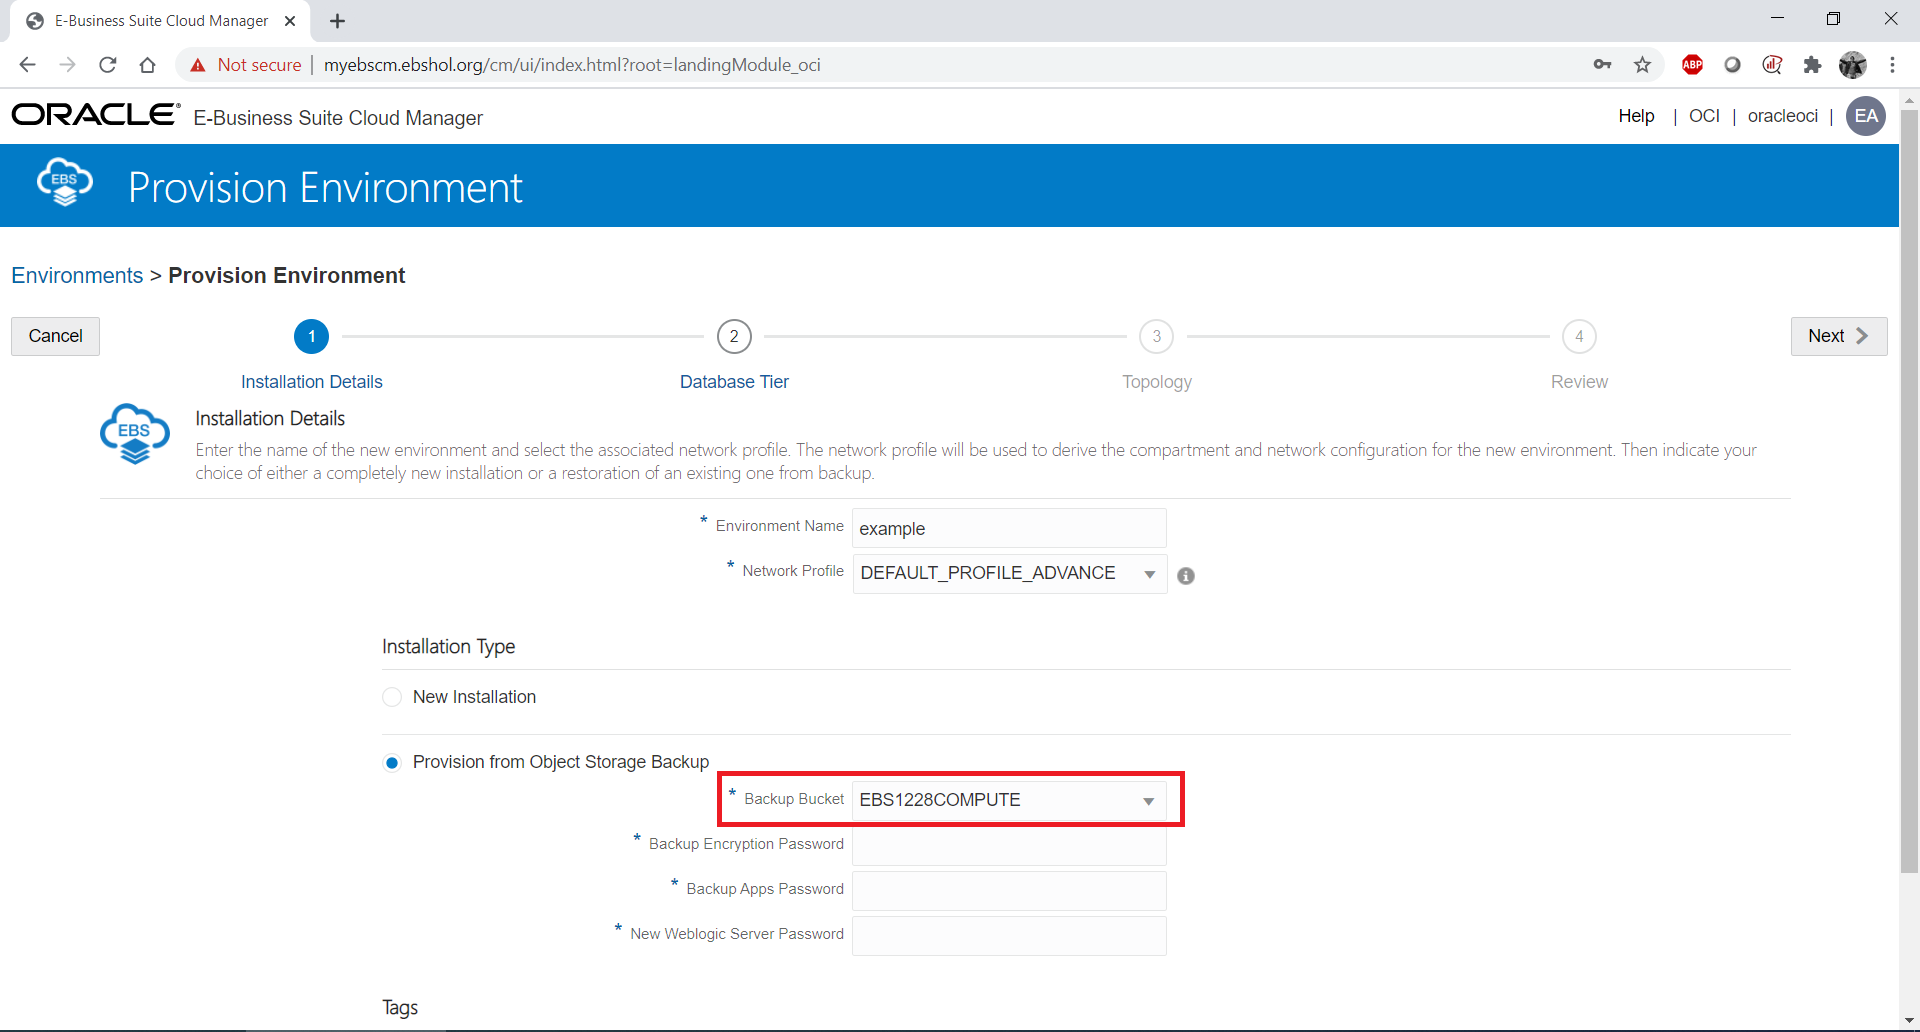 E-Business Suite Cloud Manager
Not secure | myebscm.ebshol.org/cm/ui/index.html?root=landingModule_oci
ABP
ORACLE® E-Business Suite Cloud Manager
Help | OCI | oracleoci | EA
EBS Provision Environment
Environments > Provision Environment
Cancel
1
2
3
4
Next
Installation Details
Database Tier
Topology
Review
EBS
Installation Details
Enter the name of the new environment and select the associated network profile. The network profile will be used to derive the compartment and network configuration for the new environment. Then indicate your
choice of either a completely new installation or a restoration of an existing one from backup.
* Environment Name example
* Network Profile DEFAULT_PROFILE_ADVANCE
Installation Type
New Installation
Provision from Object Storage Backup
* Backup Bucket EBS1228COMPUTE
* Backup Encryption Password
* Backup Apps Password
* New Weblogic Server Password
Tags